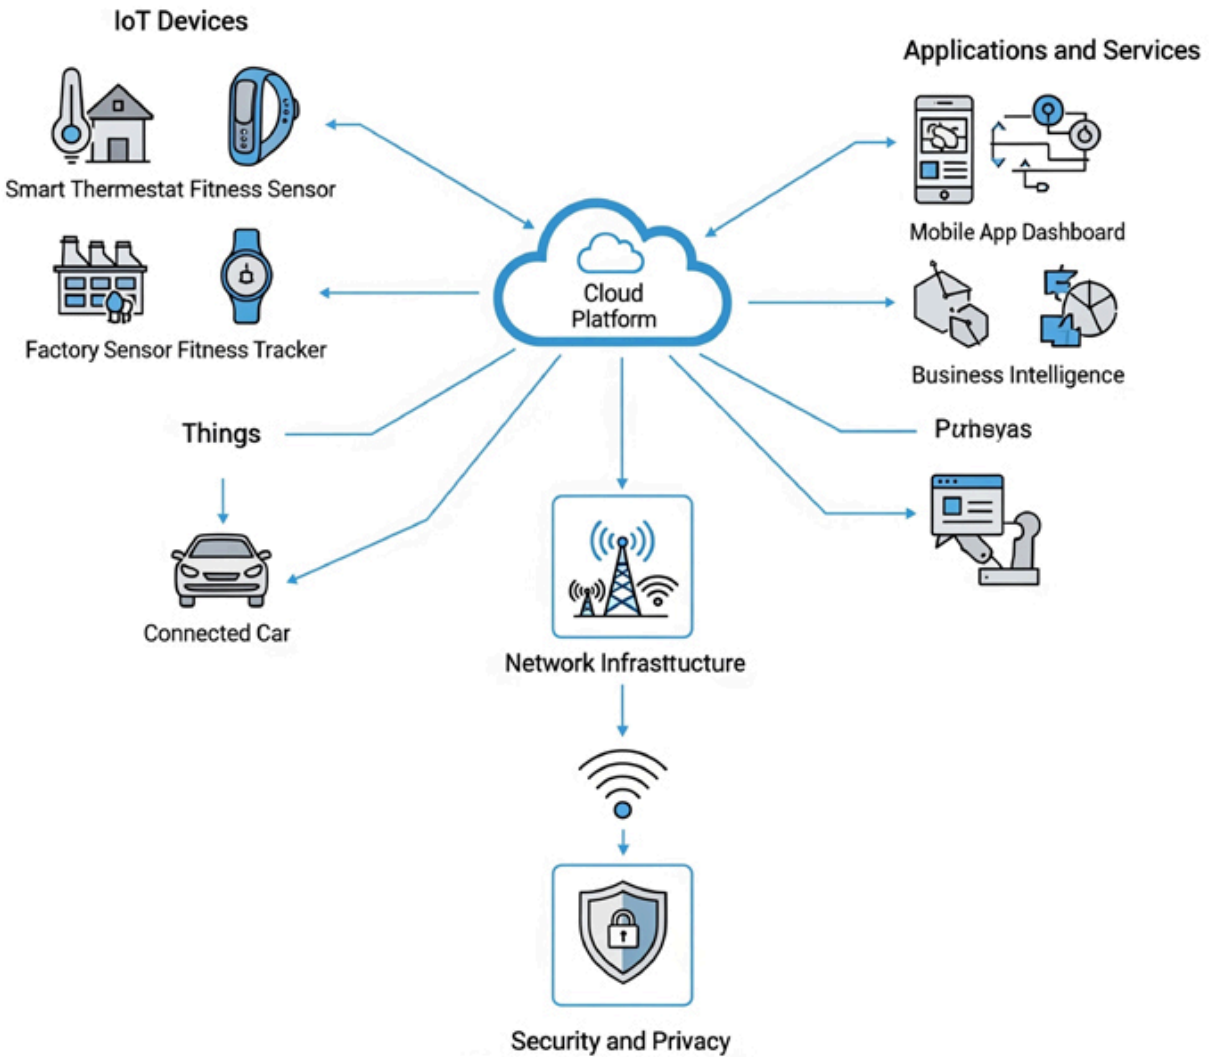 IoT Devices
Applications and Services
Smart Thermestat Fitness Sensor
Mobile App Dashboard
Cloud
Platform
Factory Sensor Fitness Tracker
Business Intelligence
Things
Connected Car
Network Infrasttucture
Security and Privacy